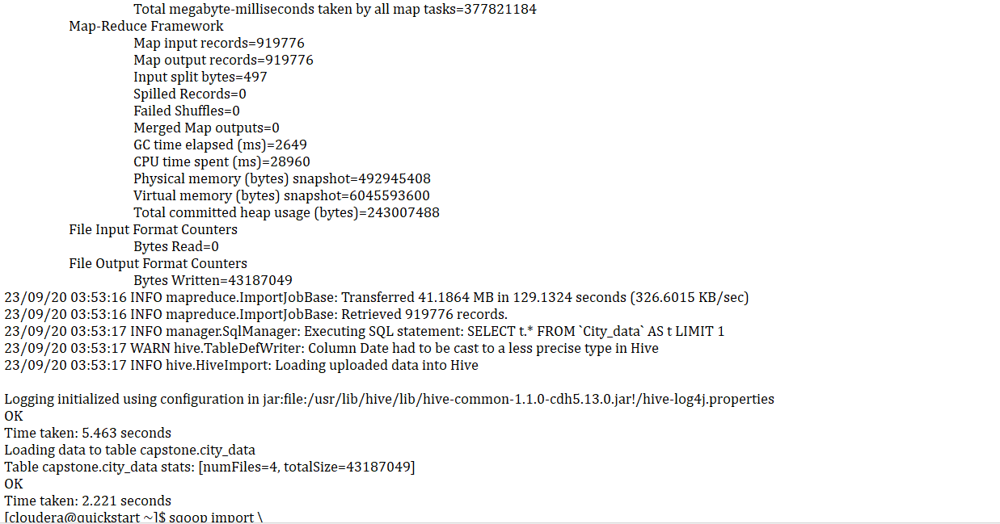 Total megabyte-milliseconds taken by all map tasks=377821184
Map-Reduce Framework
Map input records=919776
Map output records=919776
Input split bytes=497
Spilled Records=0
Failed Shuffles=0
Merged Map outputs=0
GC time elapsed (ms)=2649
CPU time spent (ms)=28960
Physical memory (bytes) snapshot=492945408
Virtual memory (bytes) snapshot=6045593600
Total committed heap usage (bytes)=243007488
File Input Format Counters
Bytes Read=0
File Output Format Counters
Bytes Written=43187049
23/09/20 03:53:16 INFO mapreduce.ImportJobBase: Transferred 41.1864 MB in 129.1324 seconds (326.6015 KB/sec)
23/09/20 03:53:16 INFO mapreduce.ImportJobBase: Retrieved 919776 records.
23/09/20 03:53:17 INFO manager.SqlManager: Executing SQL statement: SELECT t.* FROM `City_data` AS t LIMIT 1
23/09/20 03:53:17 WARN hive.TableDefWriter: Column Date had to be cast to a less precise type in Hive
23/09/20 03:53:17 INFO hive.HiveImport: Loading uploaded data into Hive
Logging initialized using configuration in jar:file:/usr/lib/hive/lib/hive-common-1.1.0-cdh5.13.0.jar!/hive-log4j.properties
OK
Time taken: 5.463 seconds
Loading data to table capstone.city_data
Table capstone.city_data stats: [numFiles=4, totalSize=43187049]
OK
Time taken: 2.221 seconds
[cloudera@quickstart ~]$ sqoop import \